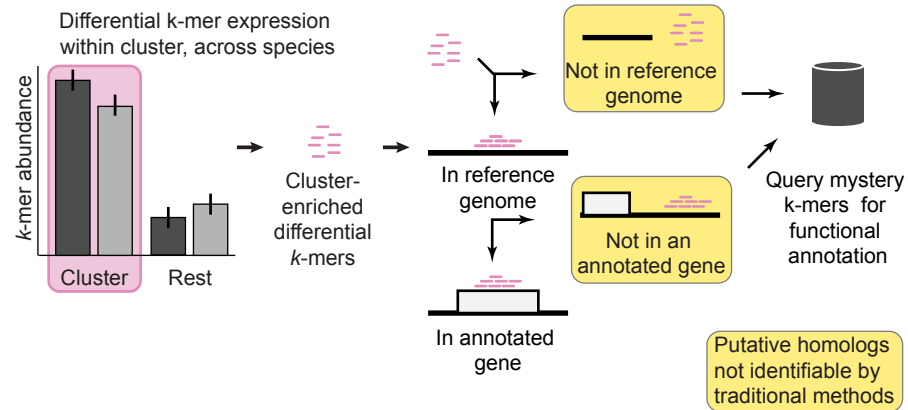 Differential k-mer expression
within cluster, across species
k-mer abundance
Cluster
Rest
Cluster-
enriched
differential
k-mers
In reference
genome
Not in reference
genome
In annotated
gene
Not in an
annotated gene
Query mystery
k-mers for
functional
annotation
Putative homologs
not identifiable by
traditional methods